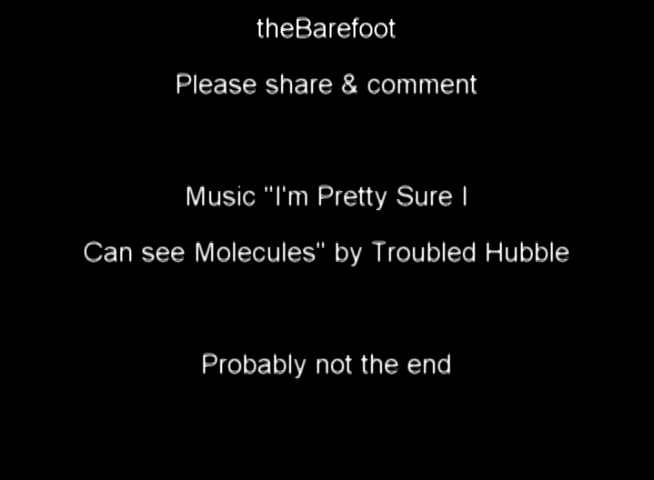 theBarefoot
Please share & comment
Music "I'm Pretty Sure I
Can see Molecules" by Troubled Hubble
Probably not the end